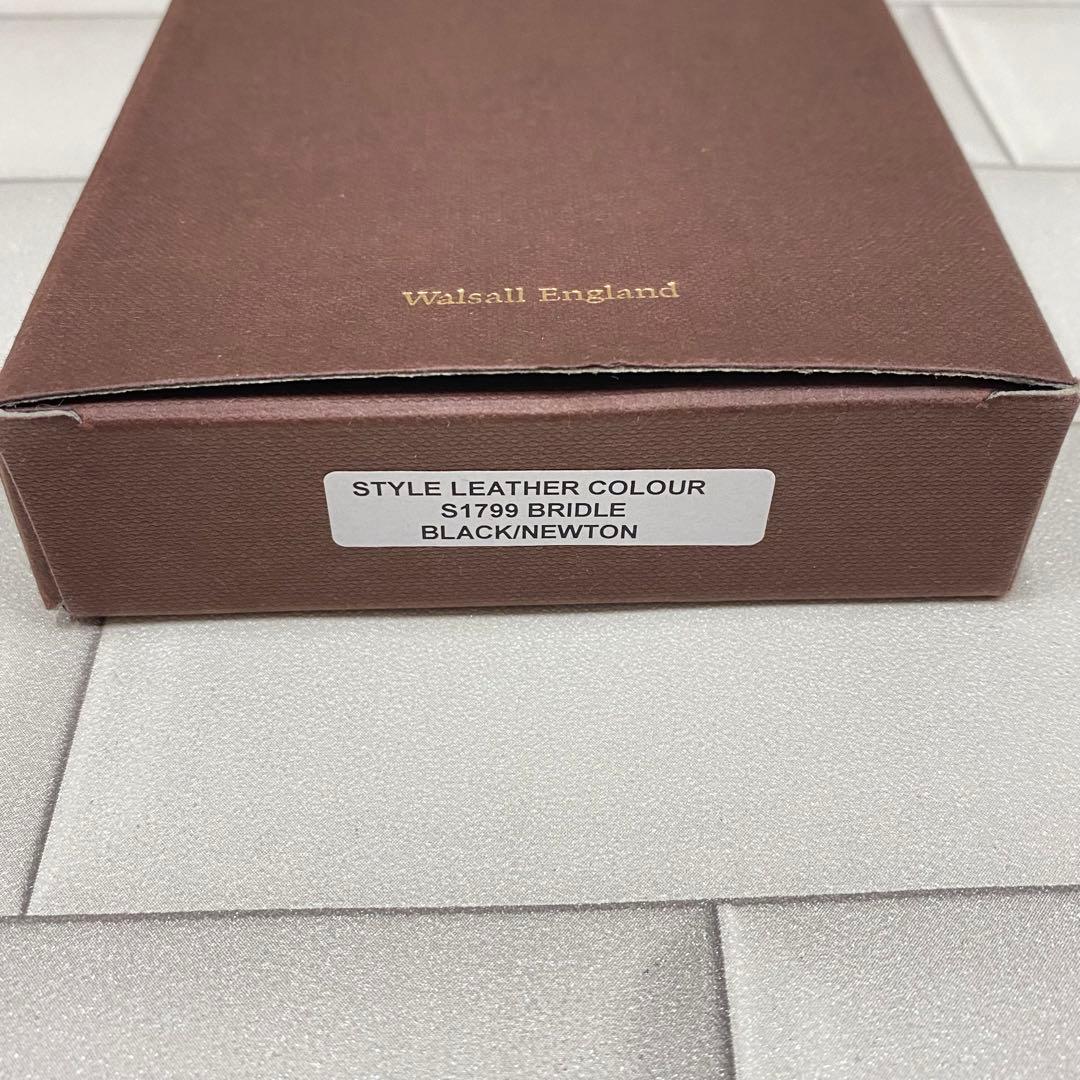 Walsall England
STYLE LEATHER COLOUR
S1799 BRIDLE
BLACK/NEWTON